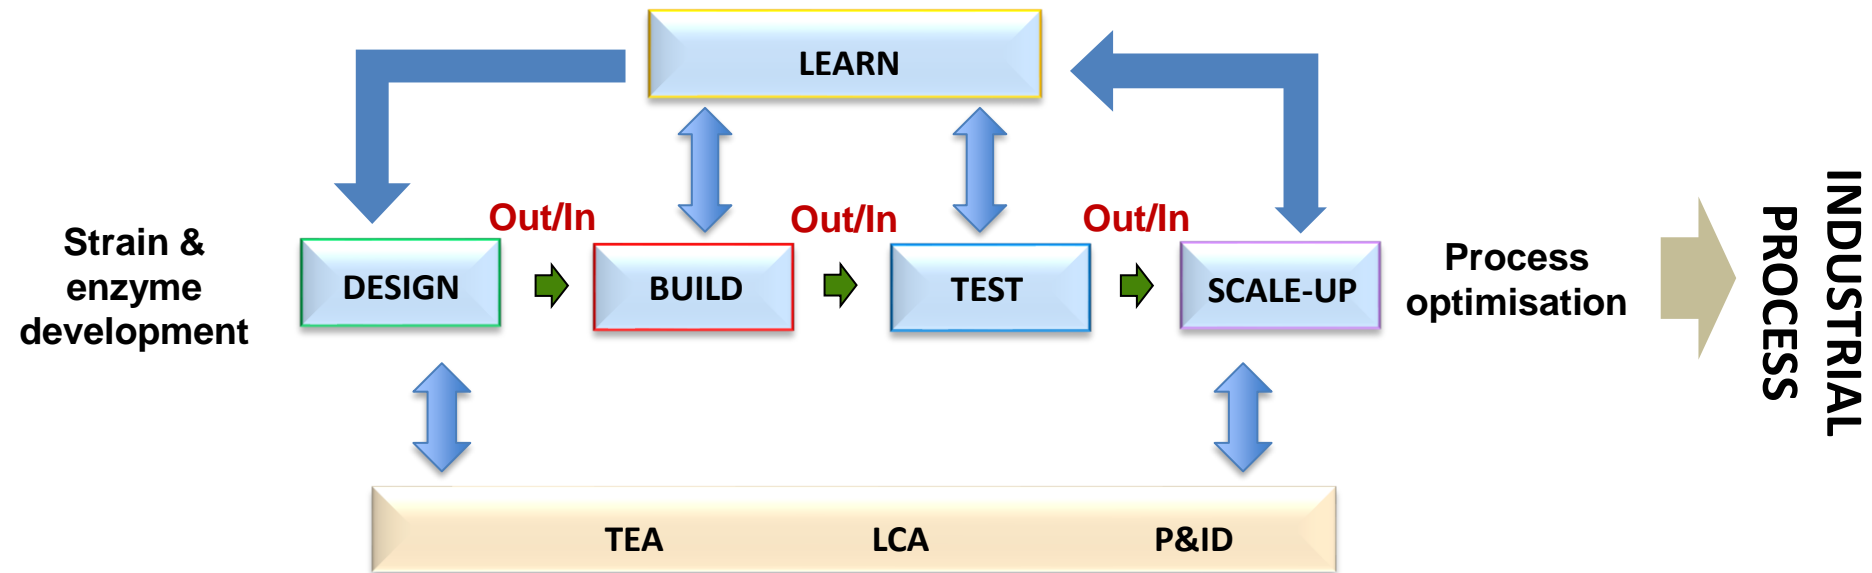 LEARN
Out/In
Out/In
Out/In
Strain &
enzyme
development
DESIGN
BUILD
TEST
SCALE-UP
Process
optimisation
INDUSTRIAL
PROCESS
TEA
LCA
P&ID